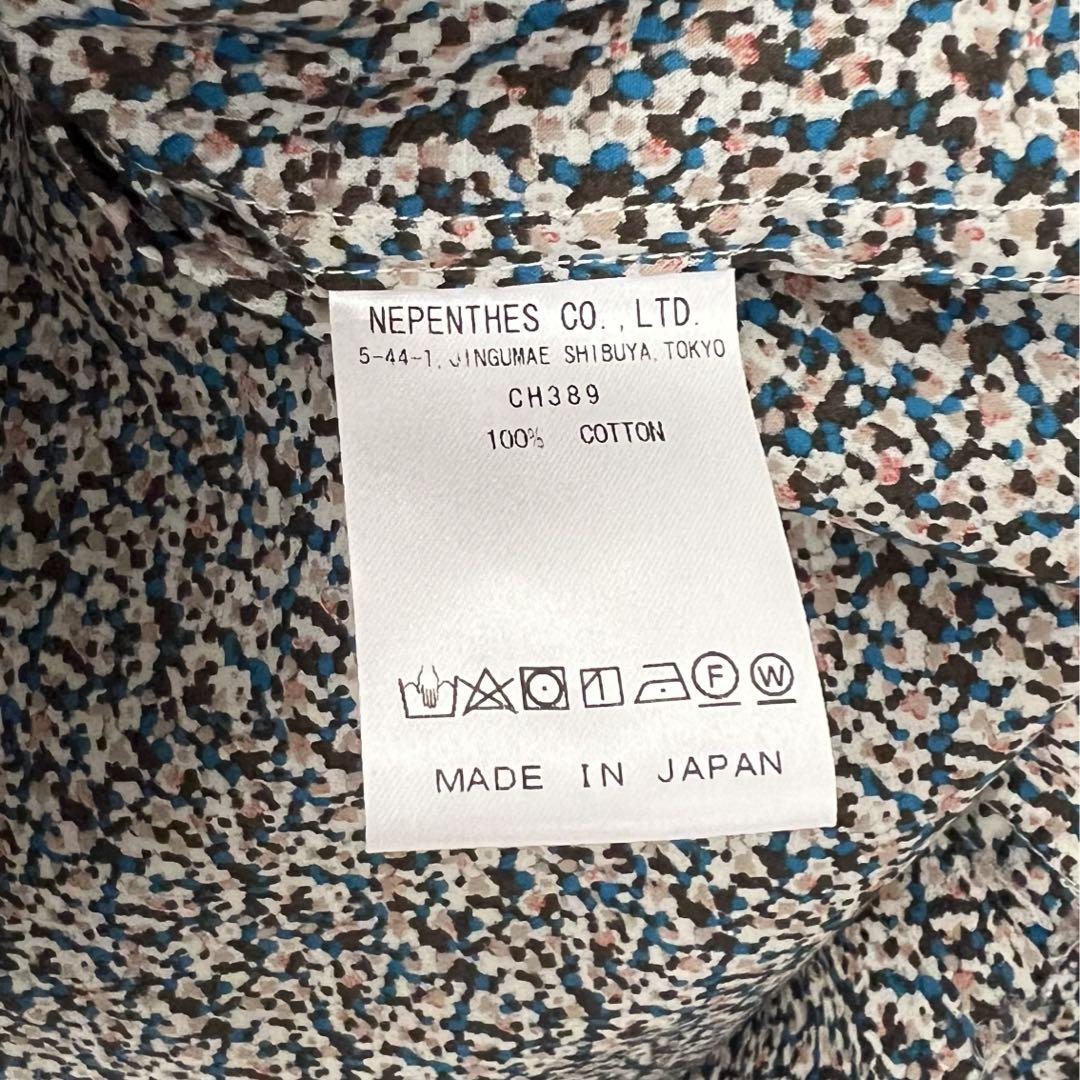 NEPENTHES CO.,LTD.
5-44-1, JINGUMAE SHIBUYA, TOKYO
CH389
100% COTTON
F W
MADE IN JAPAN